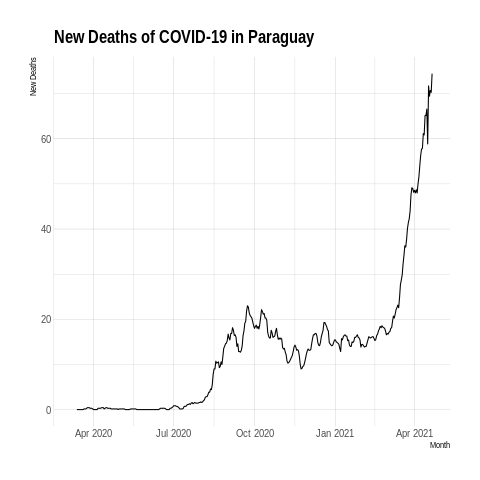 New Deaths of COVID-19 in Paraguay
New Deaths
60
40
20
0
Apr 2020 Jul 2020 Oct 2020 Jan 2021 Apr 2021
Month